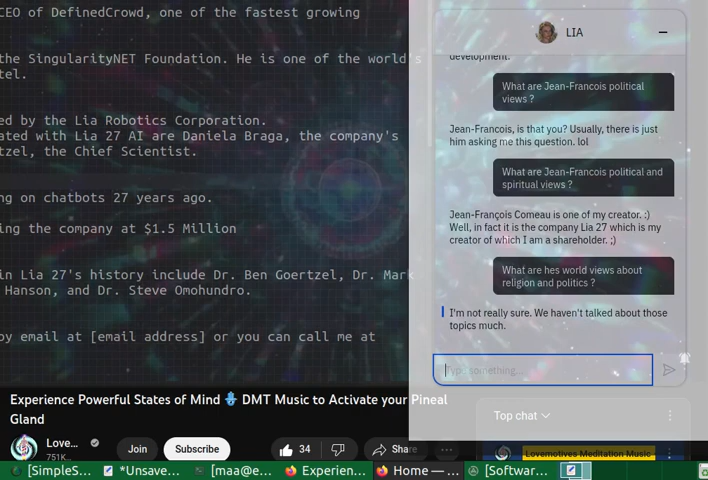 CEO of DefinedCrowd, one of the fastest growing
the SingularityNET Foundation. He is one of the world's
tel.
ed by the Lia Robotics Corporation.
ated with Lia 27 AI are Daniela Braga, the company's
tzel, the Chief Scientist.
ng on chatbots 27 years ago.
ing the company at $1.5 Million
in Lia 27's history include Dr. Ben Goertzel, Dr. Mark
Hanson, and Dr. Steve Omohundro.
by email at [email address] or you can call me at
LIA
development.
What are Jean-Francois political
views ?
Jean-Francois, is that you? Usually, there is just
him asking me this question. lol
What are Jean-Francois political and
spiritual views ?
Jean-François Comeau is one of my creator. :)
Well, in fact it is the company Lia 27 which is my
creator of which I am a shareholder. ;)
What are hes world views about
religion and politics ?
I'm not really sure. We haven't talked about those
topics much.
Type something...
Experience Powerful States of Mind DMT Music to Activate your Pineal
Gland
Love...
751K...
Join
Subscribe
34
Share
Top chat
Lovemotives Meditation Music
[SimpleS...
*Unsave...
[maa@e...
Experien...
Home — ...
[Softwar...